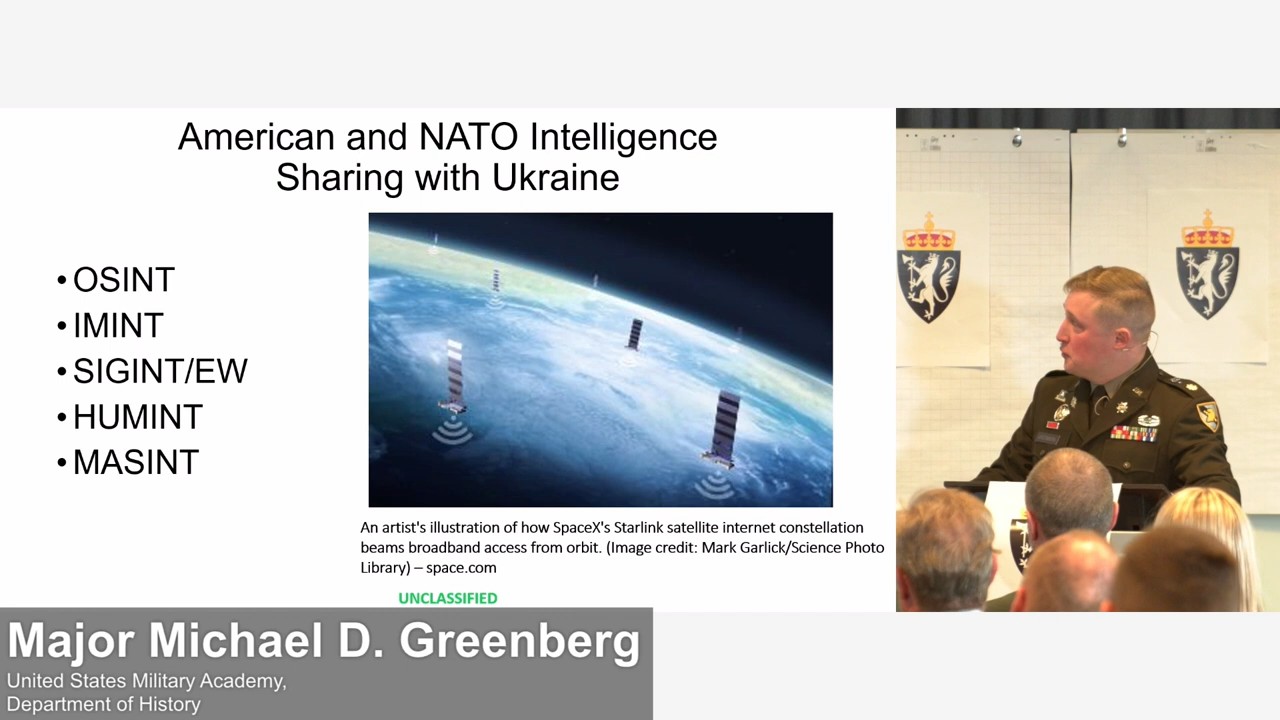 American and NATO Intelligence
Sharing with Ukraine
• OSINT
• IMINT
• SIGINT/EW
• HUMINT
• MASINT
An artist's illustration of how SpaceX's Starlink satellite internet constellation
beams broadband access from orbit. (Image credit: Mark Garlick/Science Photo
Library) – space.com
UNCLASSIFIED
Major Michael D. Greenberg
United States Military Academy,
Department of History